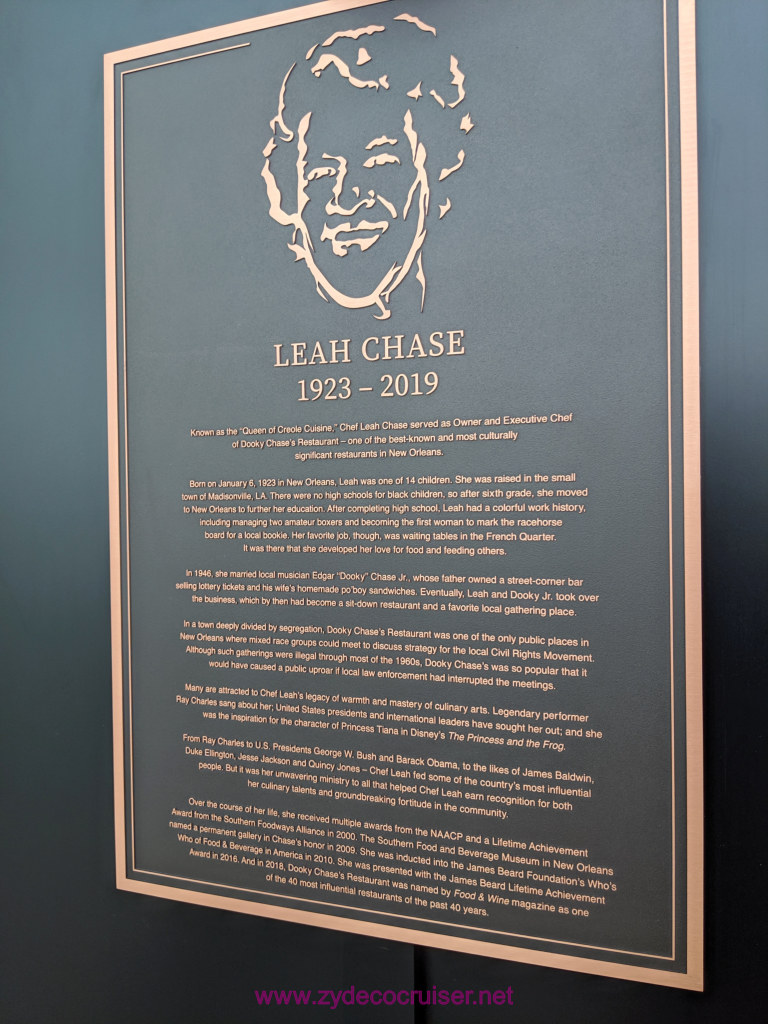 LEAH CHASE
1923 – 2019
Known as the "Queen of Creole Cuisine," Chef Leah Chase served as Owner and Executive Chef
of Dooky Chase's Restaurant – one of the best-known and most culturally
significant restaurants in New Orleans.
Born on January 6, 1923 in New Orleans, Leah was one of 14 children. She was raised in the small
town of Madisonville, LA. There were no high schools for black children, so after sixth grade, she moved
to New Orleans to further her education. After completing high school, Leah had a colorful work history,
including managing two amateur boxers and becoming the first woman to mark the racehorse
board for a local bookie. Her favorite job, though, was waiting tables in the French Quarter.
It was there that she developed her love for food and feeding others.
In 1946, she married local musician Edgar "Dooky" Chase Jr., whose father owned a street-corner bar
selling lottery tickets and his wife's homemade po'boy sandwiches. Eventually, Leah and Dooky Jr. took over
the business, which by then had become a sit-down restaurant and a favorite local gathering place.
In a town deeply divided by segregation, Dooky Chase's Restaurant was one of the only public places in
New Orleans where mixed race groups could meet to discuss strategy for the local Civil Rights Movement.
Although such gatherings were illegal through most of the 1960s, Dooky Chase's was so popular that it
would have caused a public uproar if local law enforcement had interrupted the meetings.
Many are attracted to Chef Leah's legacy of warmth and mastery of culinary arts. Legendary performer
Ray Charles sang about her; United States presidents and international leaders have sought her out; and she
was the inspiration for the character of Princess Tiana in Disney's The Princess and the Frog.
From Ray Charles to U.S. Presidents George W. Bush and Barack Obama, to the likes of James Baldwin,
Duke Ellington, Jesse Jackson and Quincy Jones – Chef Leah fed some of the country's most influential
people. But it was her unwavering ministry to all that helped Chef Leah earn recognition for both
her culinary talents and groundbreaking fortitude in the community.
Over the course of her life, she received multiple awards from the NAACP and a Lifetime Achievement
Award from the Southern Foodways Alliance in 2000. The Southern Food and Beverage Museum in New Orleans
named a permanent gallery in Chase's honor in 2009. She was inducted into the James Beard Foundation's Who's
Who of Food & Beverage in America in 2010. She was presented with the James Beard Lifetime Achievement
Award in 2016. And in 2018, Dooky Chase's Restaurant was named by Food & Wine magazine as one
of the 40 most influential restaurants of the past 40 years.
www.zydecocruiser.net